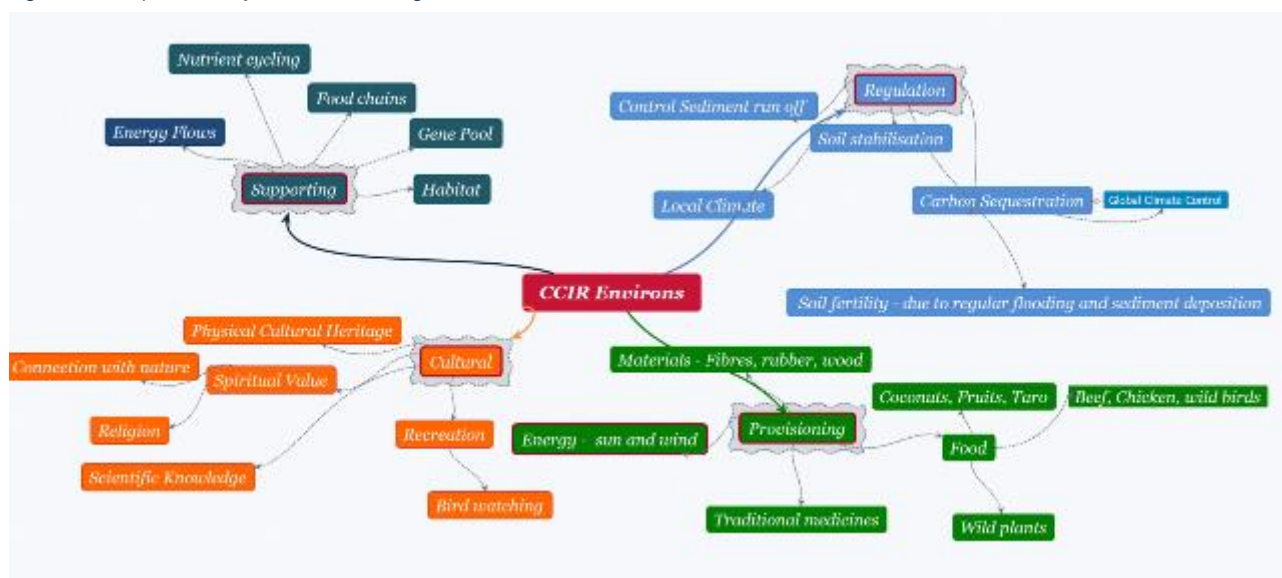 Nutrient cycling
Food chains
Energy Flows
Gene Pool
Supporting
Habitat
Regulation
Control Sediment run off
Soil stabilisation
Local Climate
Carbon Sequestration
Global Climate Control
Soil fertility - due to regular flooding and sediment deposition
CCIR Environs
Physical Cultural Heritage
Cultural
Connection with nature
Spiritual Value
Religion
Recreation
Scientific Knowledge
Bird watching
Materials - Fibres, rubber, wood
Coconuts, Fruits, Taro
Beef, Chicken, wild birds
Provisioning
Energy - sun and wind
Food
Traditional medicines
Wild plants